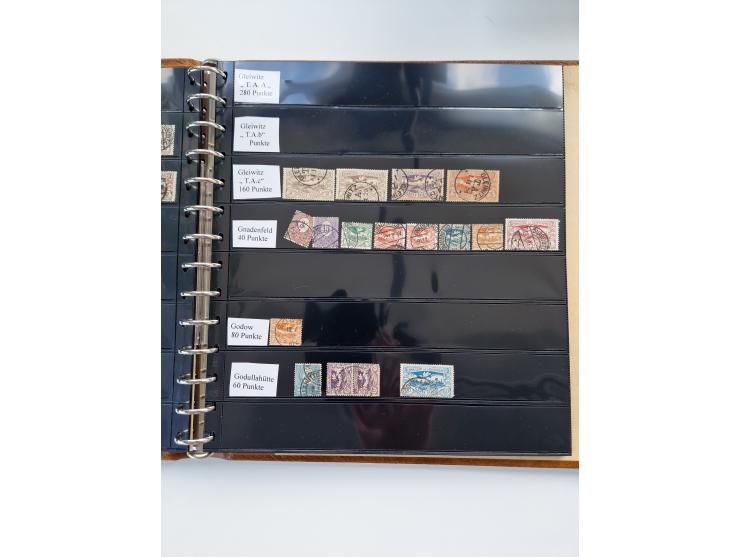 Gleiwitz
„T. A. A„
280 Punkte
Gleiwitz
„T.A.b“
Punkte
Gleiwitz
„T.A.c“
160 Punkte
Gnadenfeld
40 Punkte
Godow
80 Punkte
Godullahütte
60 Punkte